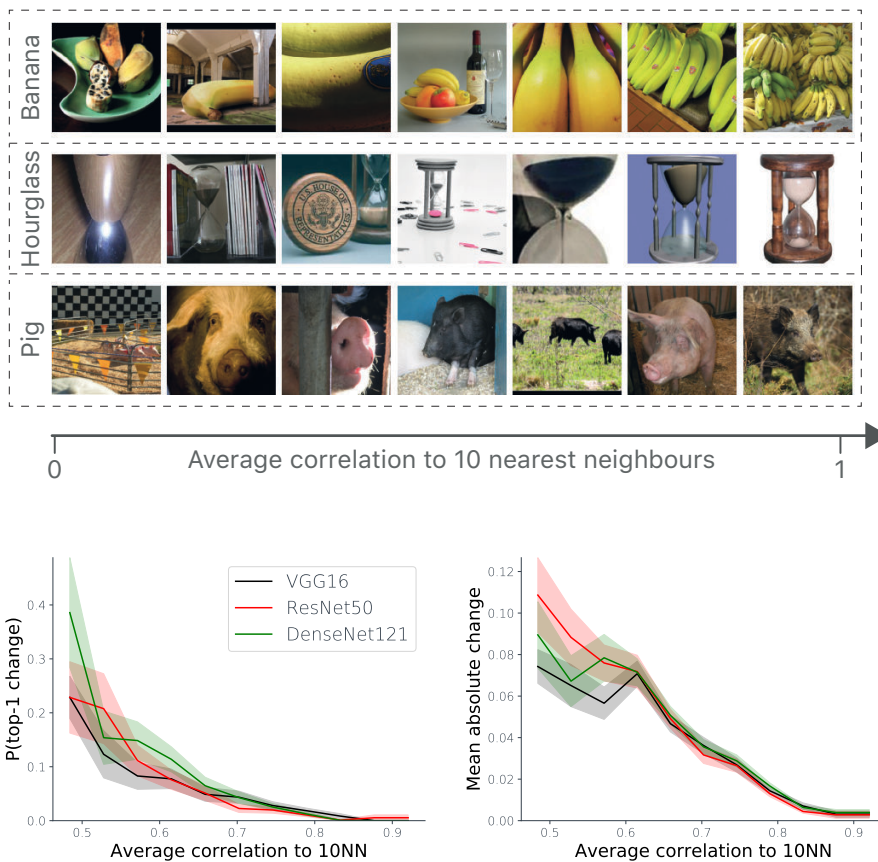 Banana
Hourglass
U.S. HOUSE OF
REPRESENTATIVES
Pig
0
1
Average correlation to 10 nearest neighbours
P(top-1 change)
0.4
0.3
0.2
0.1
0.0
0.5 0.6 0.7 0.8 0.9
Average correlation to 10NN
VGG16
ResNet50
DenseNet121
Mean absolute change
0.12
0.10
0.08
0.06
0.04
0.02
0.00
0.5 0.6 0.7 0.8 0.9
Average correlation to 10NN